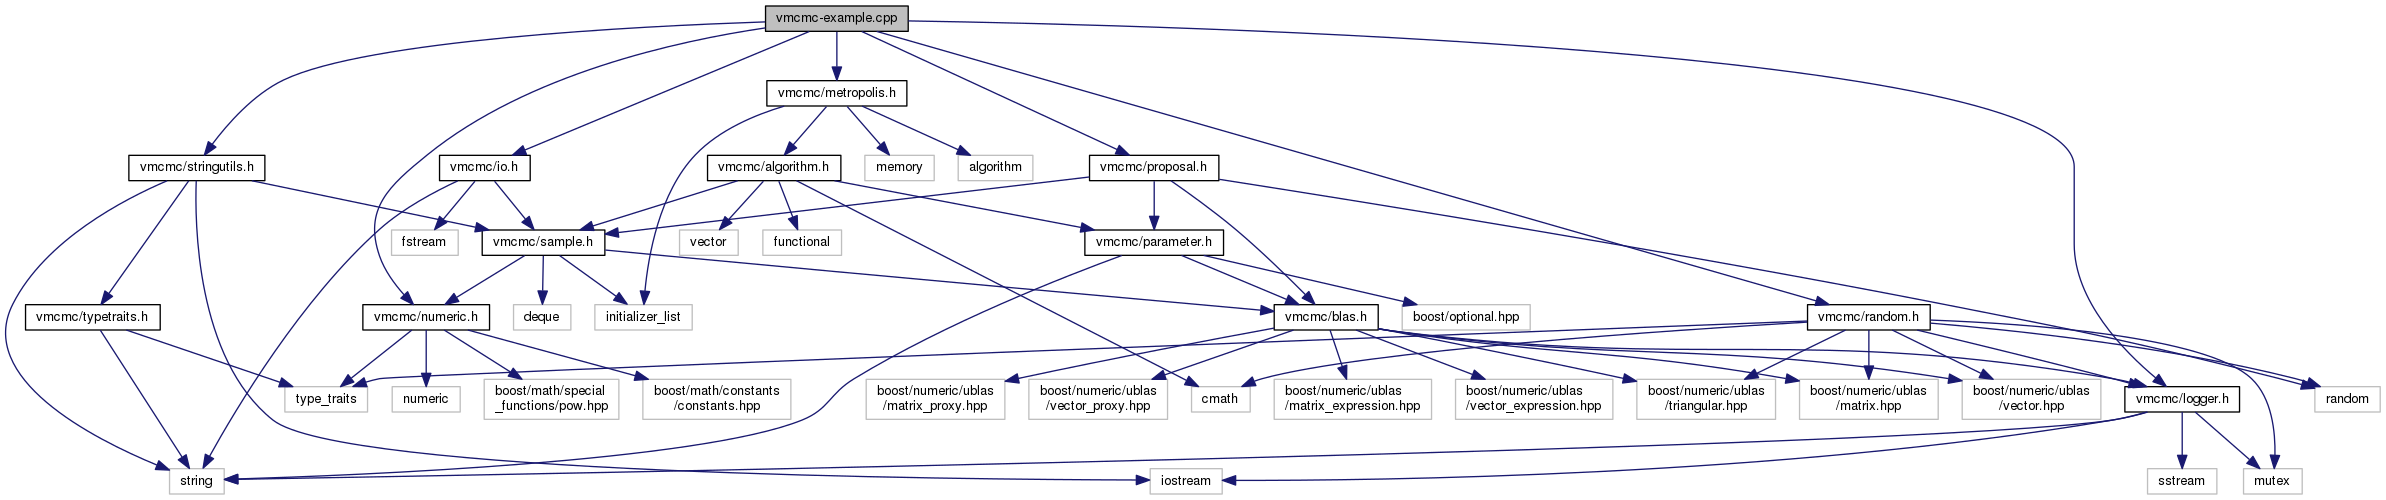 vmcmc-example.cpp
vmcmc/metropolis.h
vmcmc/stringutils.h
vmcmc/io.h
vmcmc/algorithm.h
memory
algorithm
vmcmc/proposal.h
fstream
vmcmc/sample.h
vector
functional
vmcmc/parameter.h
vmcmc/typetraits.h
vmcmc/numeric.h
deque
initializer_list
vmcmc/blas.h
boost/optional.hpp
vmcmc/random.h
type_traits
numeric
boost/math/special
_functions/pow.hpp
boost/math/constants
/constants.hpp
boost/numeric/ublas
/matrix_proxy.hpp
boost/numeric/ublas
/vector_proxy.hpp
cmath
boost/numeric/ublas
/matrix_expression.hpp
boost/numeric/ublas
/vector_expression.hpp
boost/numeric/ublas
/triangular.hpp
boost/numeric/ublas
/matrix.hpp
boost/numeric/ublas
/vector.hpp
vmcmc/logger.h
random
string
iostream
sstream
mutex